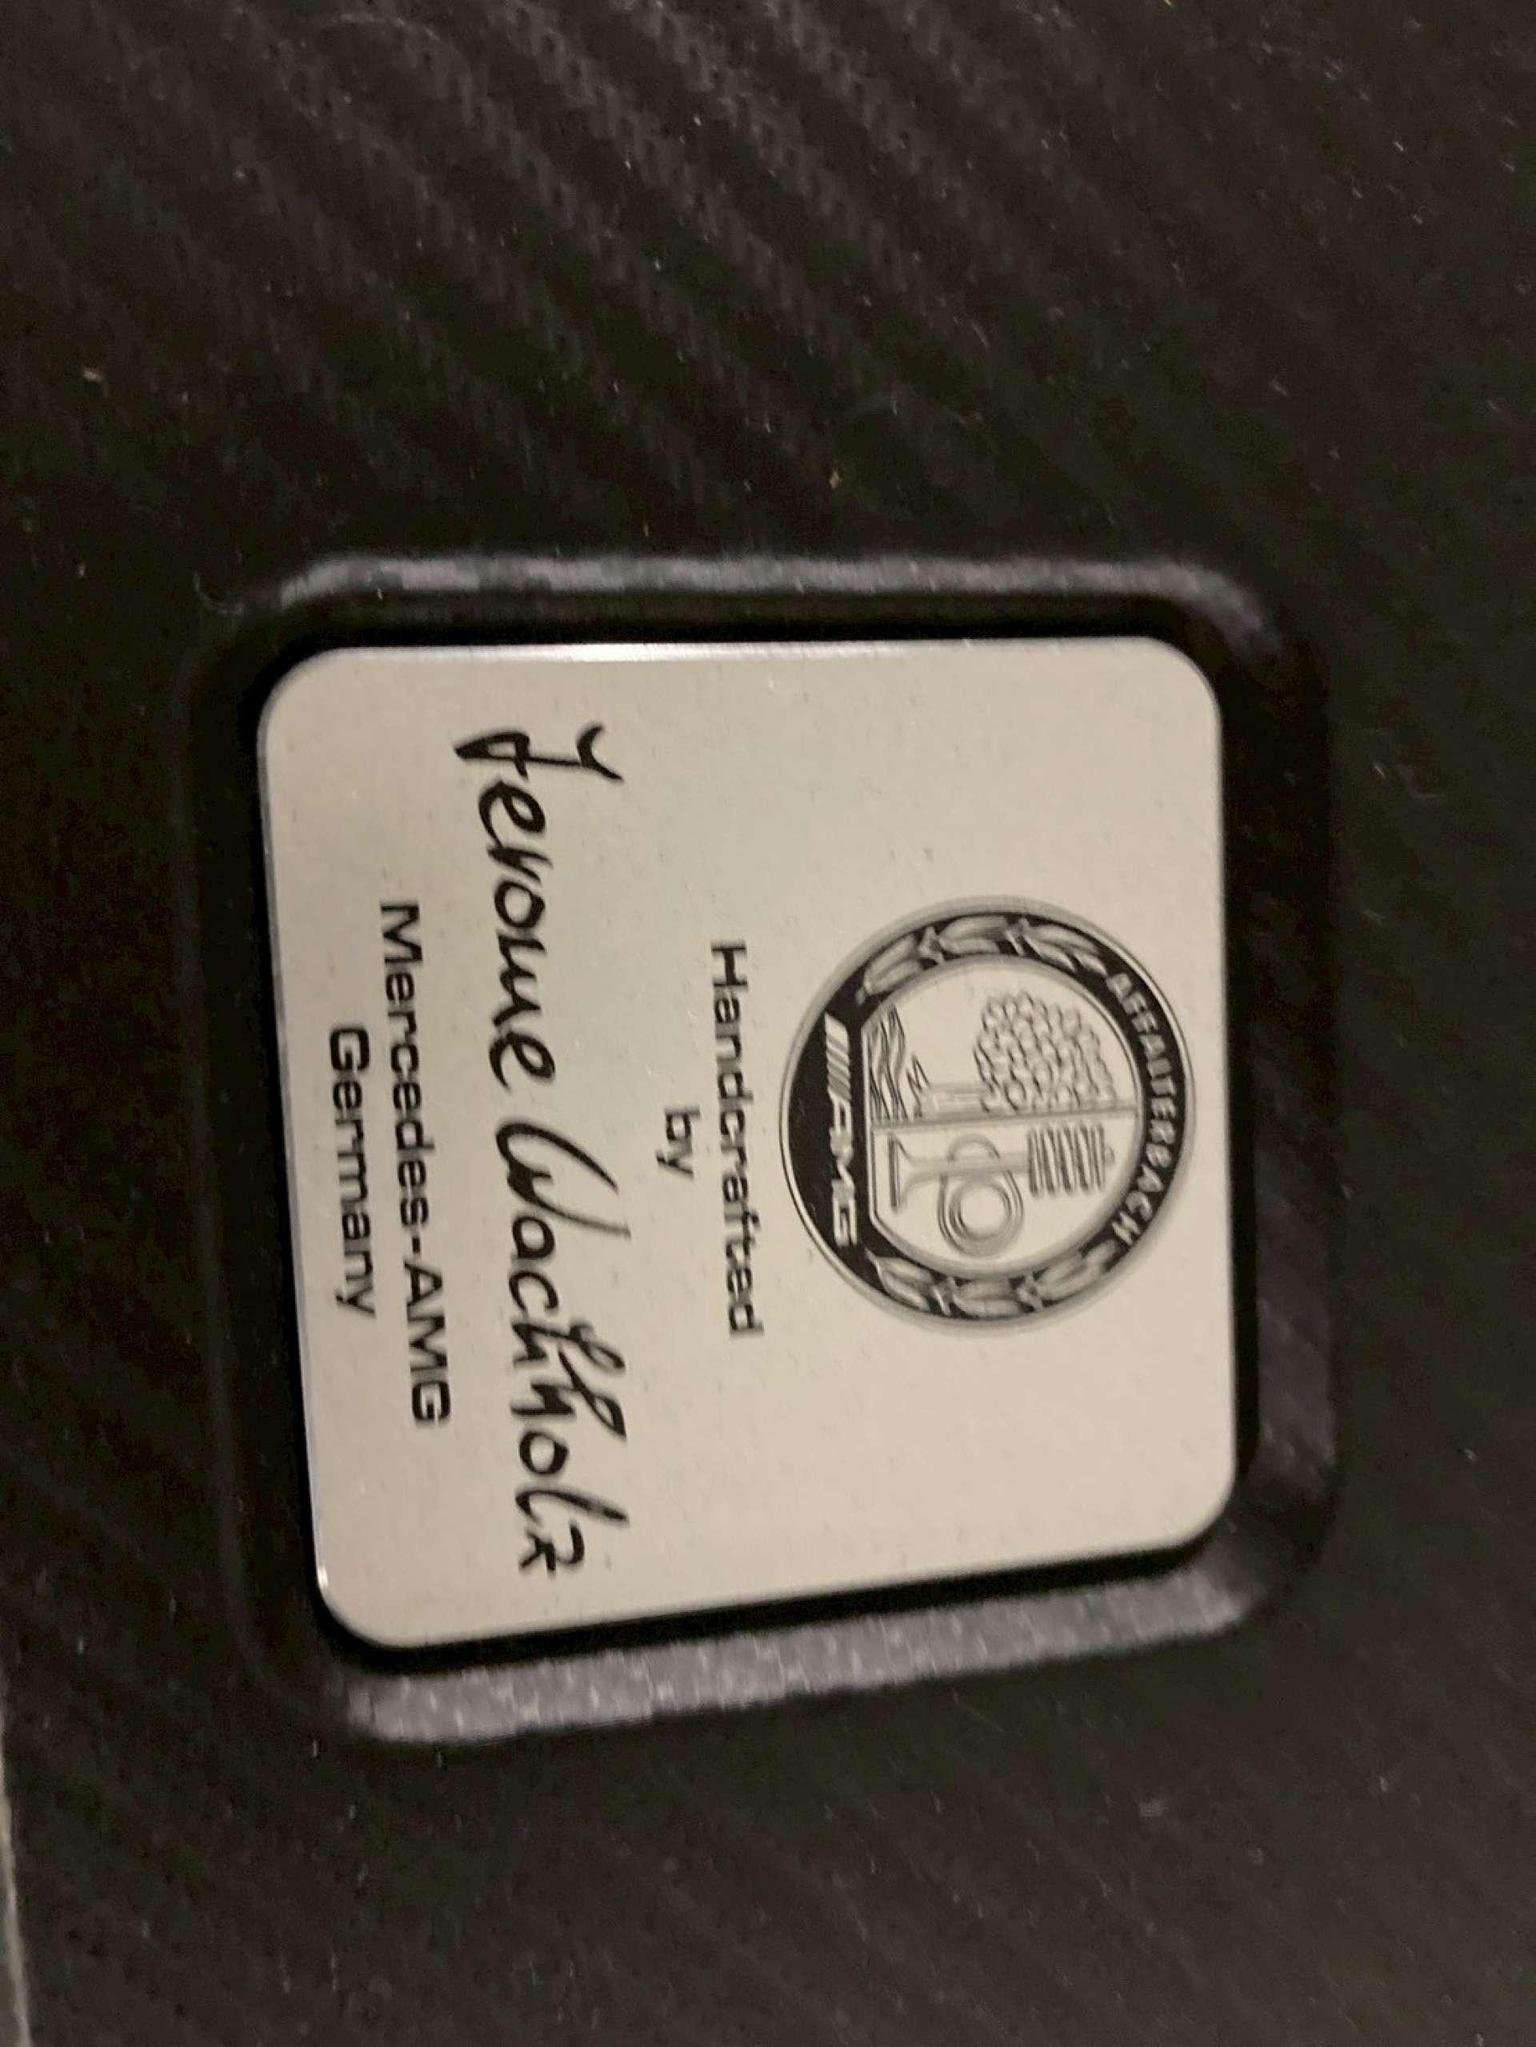 AFFALTERBACH
AMG
Handcrafted
by
Jerome Wachholz
Mercedes-AMG
Germany